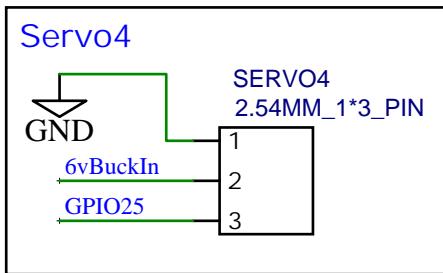 Servo4
SERVO4
2.54MM_1*3_PIN
GND
1
6vBuckIn
2
GPIO25
3